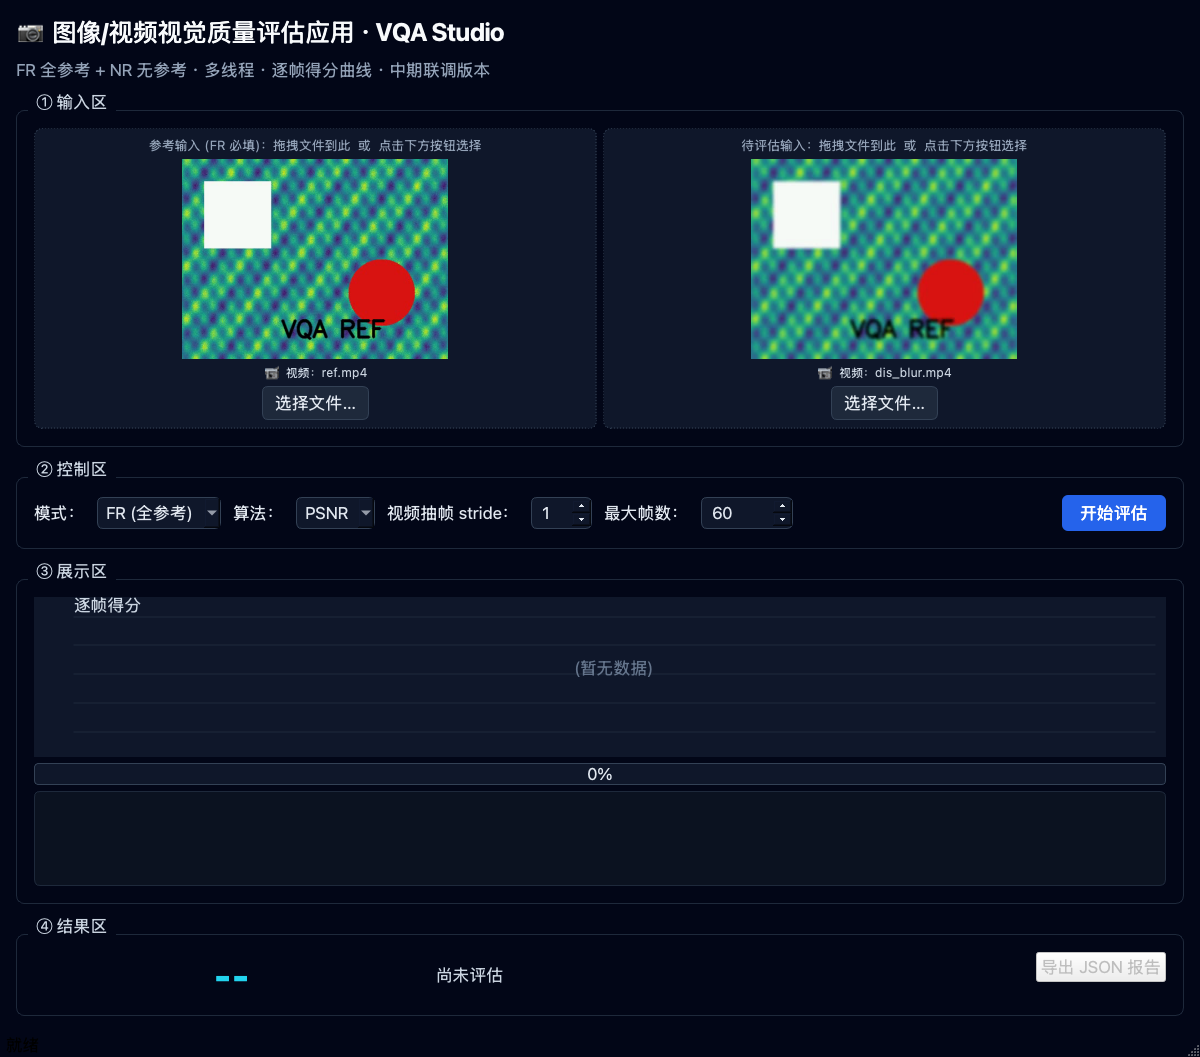 📷 图像/视频视觉质量评估应用 · VQA Studio
FR 全参考 + NR 无参考 · 多线程 · 逐帧得分曲线 · 中期联调版本
① 输入区
参考输入 (FR 必填)：拖拽文件到此 或 点击下方按钮选择
VQA REF
视频：ref.mp4
选择文件...
待评估输入：拖拽文件到此 或 点击下方按钮选择
VQA REF
视频：dis_blur.mp4
选择文件...
② 控制区
模式： FR (全参考) 算法： PSNR 视频抽帧 stride： 1 最大帧数： 60 开始评估
③ 展示区
逐帧得分
(暂无数据)
0%
④ 结果区
-- 尚未评估 导出 JSON 报告
就绪